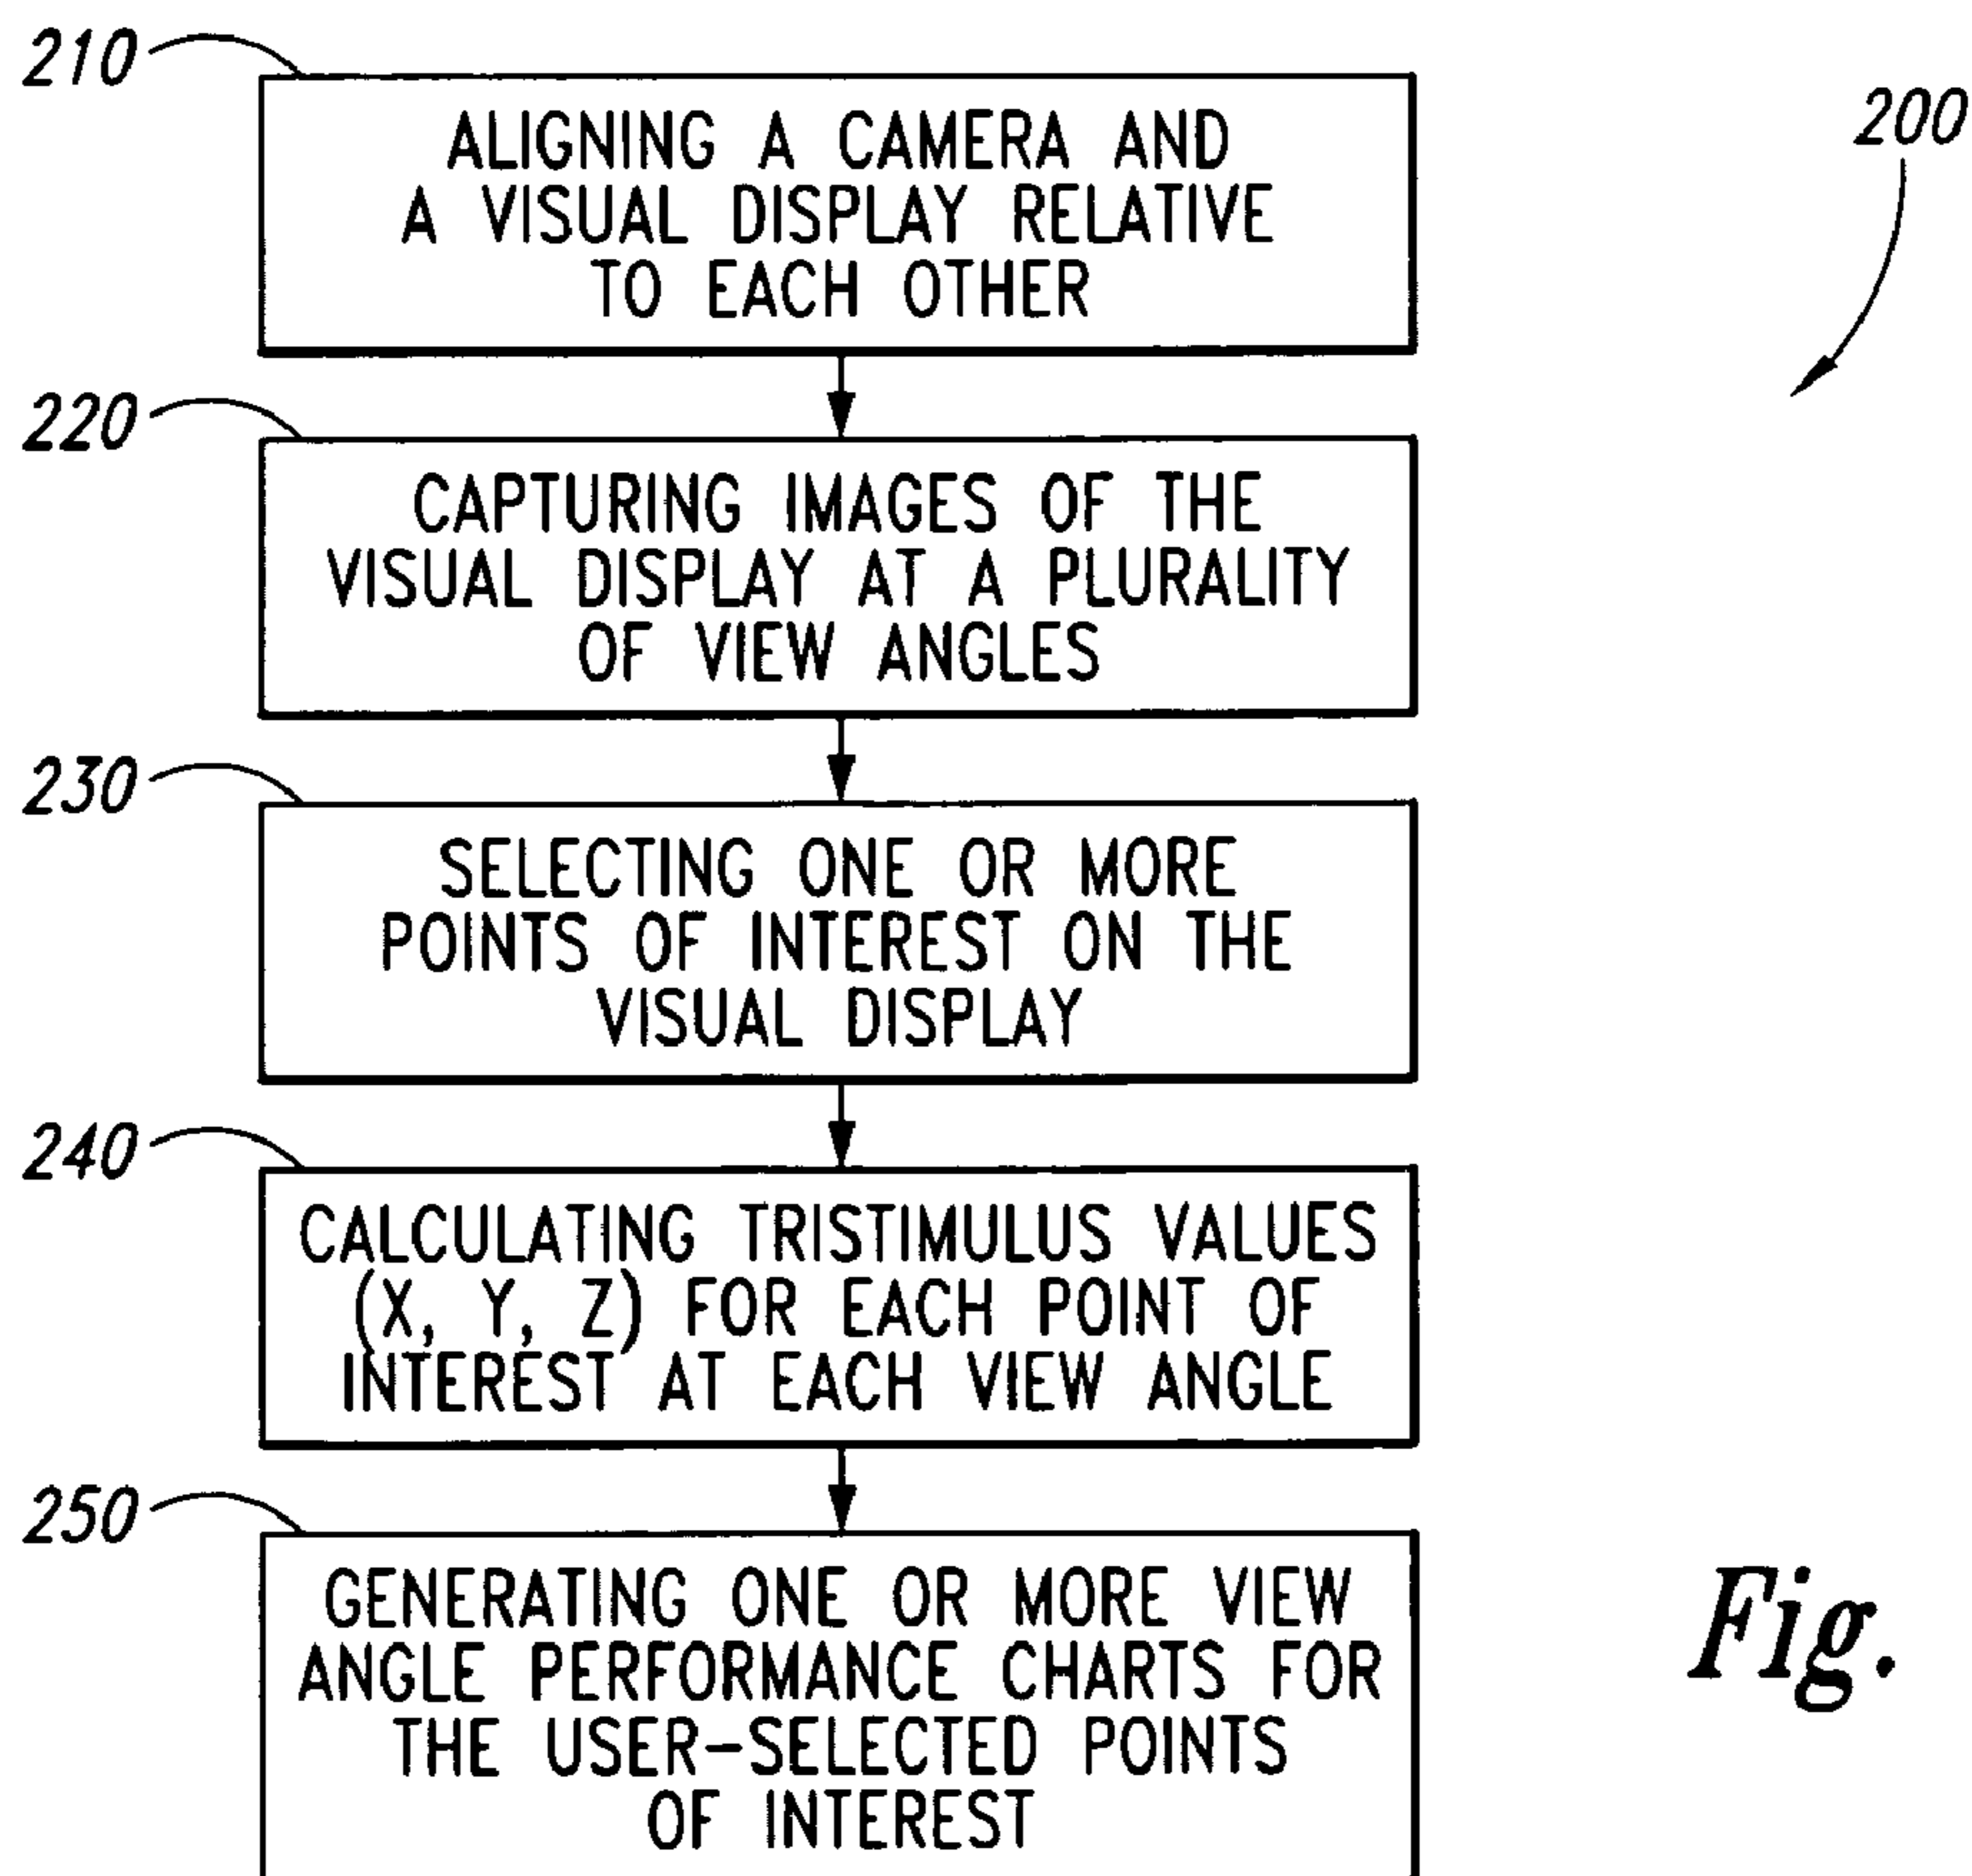 210
ALIGNING A CAMERA AND
A VISUAL DISPLAY RELATIVE
TO EACH OTHER
200
220
CAPTURING IMAGES OF THE
VISUAL DISPLAY AT A PLURALITY
OF VIEW ANGLES
230
SELECTING ONE OR MORE
POINTS OF INTEREST ON THE
VISUAL DISPLAY
240
CALCULATING TRISTIMULUS VALUES
(X, Y, Z) FOR EACH POINT OF
INTEREST AT EACH VIEW ANGLE
250
GENERATING ONE OR MORE VIEW
ANGLE PERFORMANCE CHARTS FOR
THE USER-SELECTED POINTS
OF INTEREST
Fig.